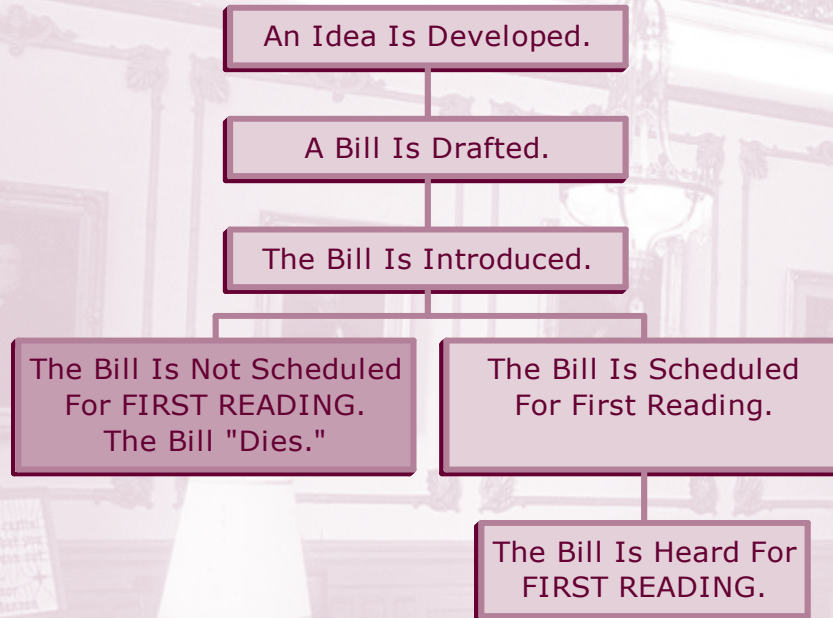 An Idea Is Developed.
A Bill Is Drafted.
The Bill Is Introduced.
The Bill Is Not Scheduled
For FIRST READING.
The Bill "Dies."
The Bill Is Scheduled
For First Reading.
The Bill Is Heard For
FIRST READING.